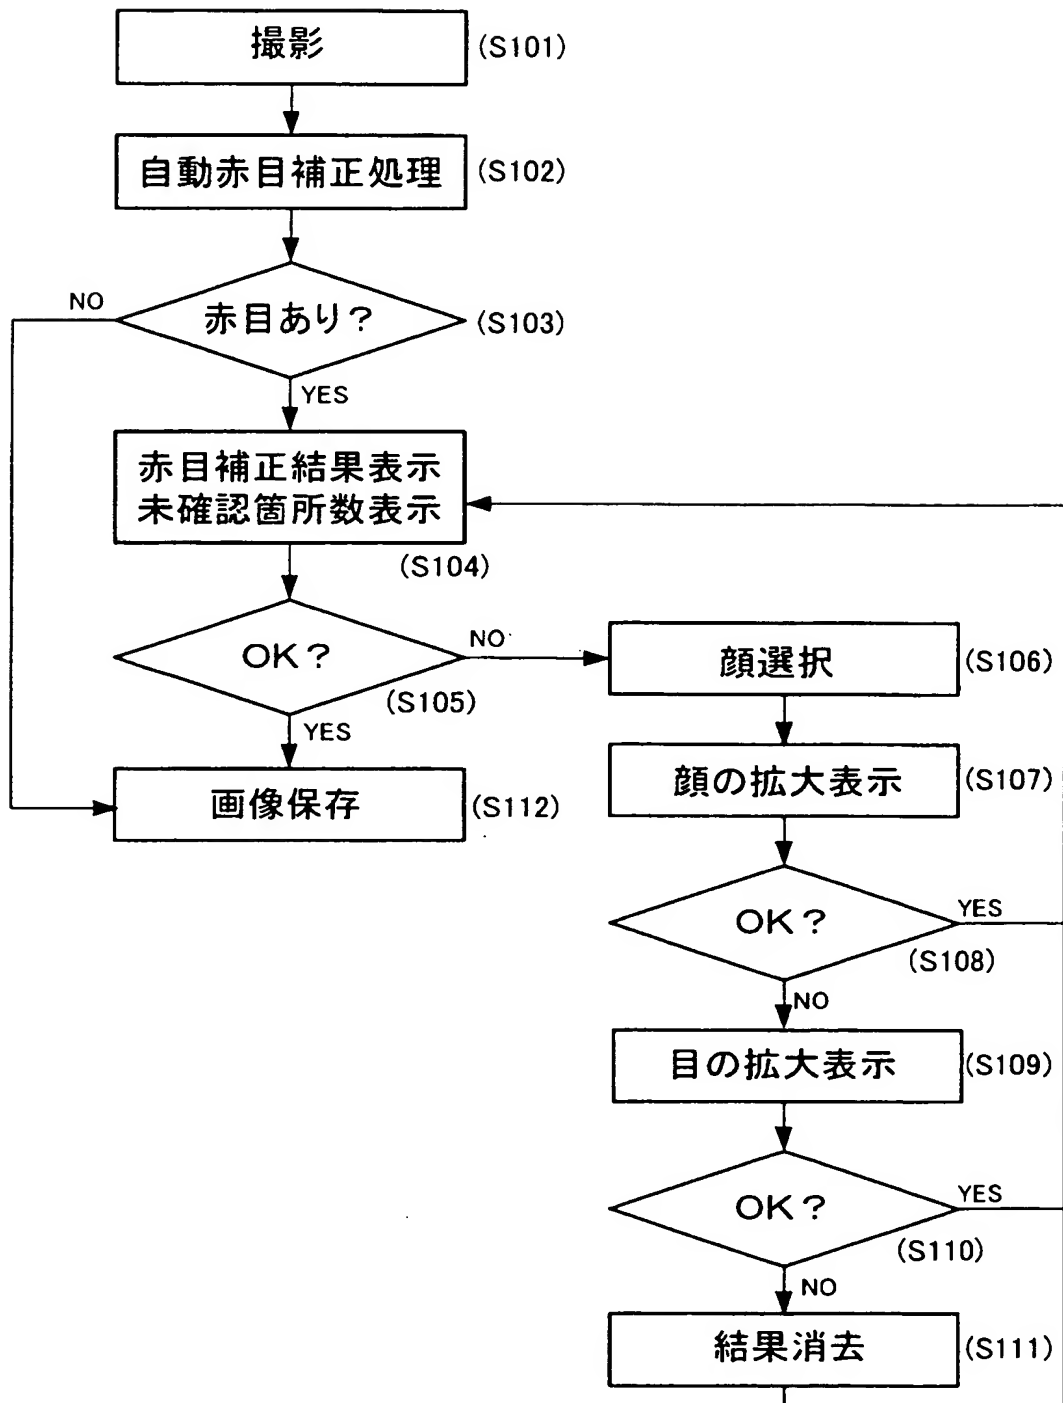 撮影
(S101)
自動赤目補正処理
(S102)
赤目あり?
(S103)
NO
YES
赤目補正結果表示
未確認箇所数表示
(S104)
OK?
(S105)
NO
YES
画像保存
(S112)
顔選択
(S106)
顔の拡大表示
(S107)
OK?
(S108)
YES
NO
目の拡大表示
(S109)
OK?
(S110)
YES
NO
結果消去
(S111)